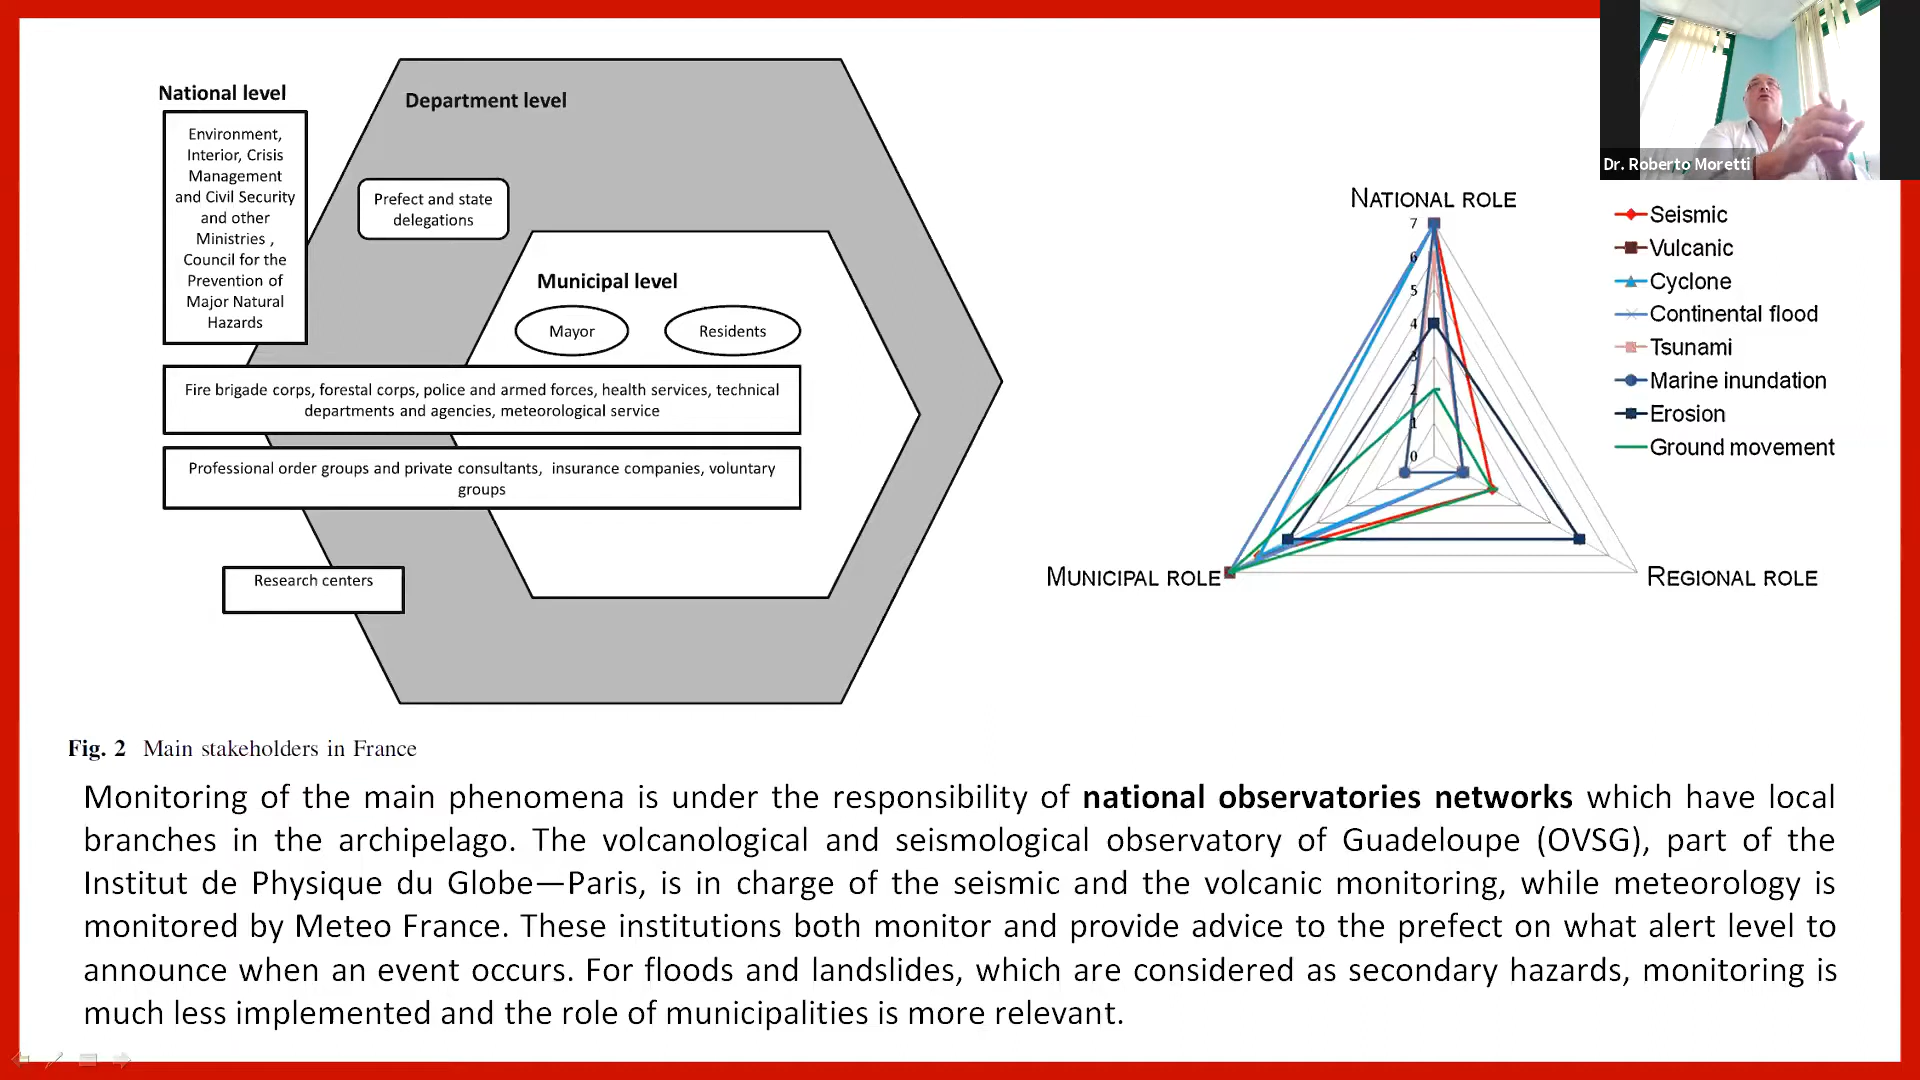 National level
Environment,
Interior, Crisis
Management
and Civil Security
and other
Ministries ,
Council for the
Prevention of
Major Natural
Hazards
Department level
Prefect and state
delegations
Municipal level
Mayor
Residents
Fire brigade corps, forestal corps, police and armed forces, health services, technical
departments and agencies, meteorological service
Professional order groups and private consultants, insurance companies, voluntary
groups
Research centers
Dr. Roberto Moretti
NATIONAL ROLE
7
6
5
4
3
2
1
0
MUNICIPAL ROLE
REGIONAL ROLE
Seismic
Vulcanic
Cyclone
Continental flood
Tsunami
Marine inundation
Erosion
Ground movement
Fig. 2 Main stakeholders in France
Monitoring of the main phenomena is under the responsibility of national observatories networks which have local
branches in the archipelago. The volcanological and seismological observatory of Guadeloupe (OVSG), part of the
Institut de Physique du Globe—Paris, is in charge of the seismic and the volcanic monitoring, while meteorology is
monitored by Meteo France. These institutions both monitor and provide advice to the prefect on what alert level to
announce when an event occurs. For floods and landslides, which are considered as secondary hazards, monitoring is
much less implemented and the role of municipalities is more relevant.